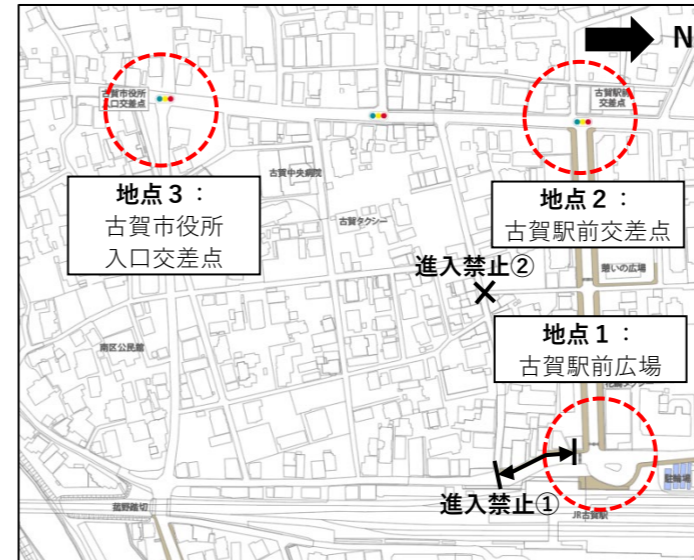 N
古賀市役所
入口交差点
古賀駅前
交差点
地点3：
古賀市役所
入口交差点
古賀中央病院
古賀タクシー
地点2：
古賀駅前交差点
進入禁止②
憩いの広場
地点1：
古賀駅前広場
南区公民館
進入禁止①
駐輪場
JR古賀駅